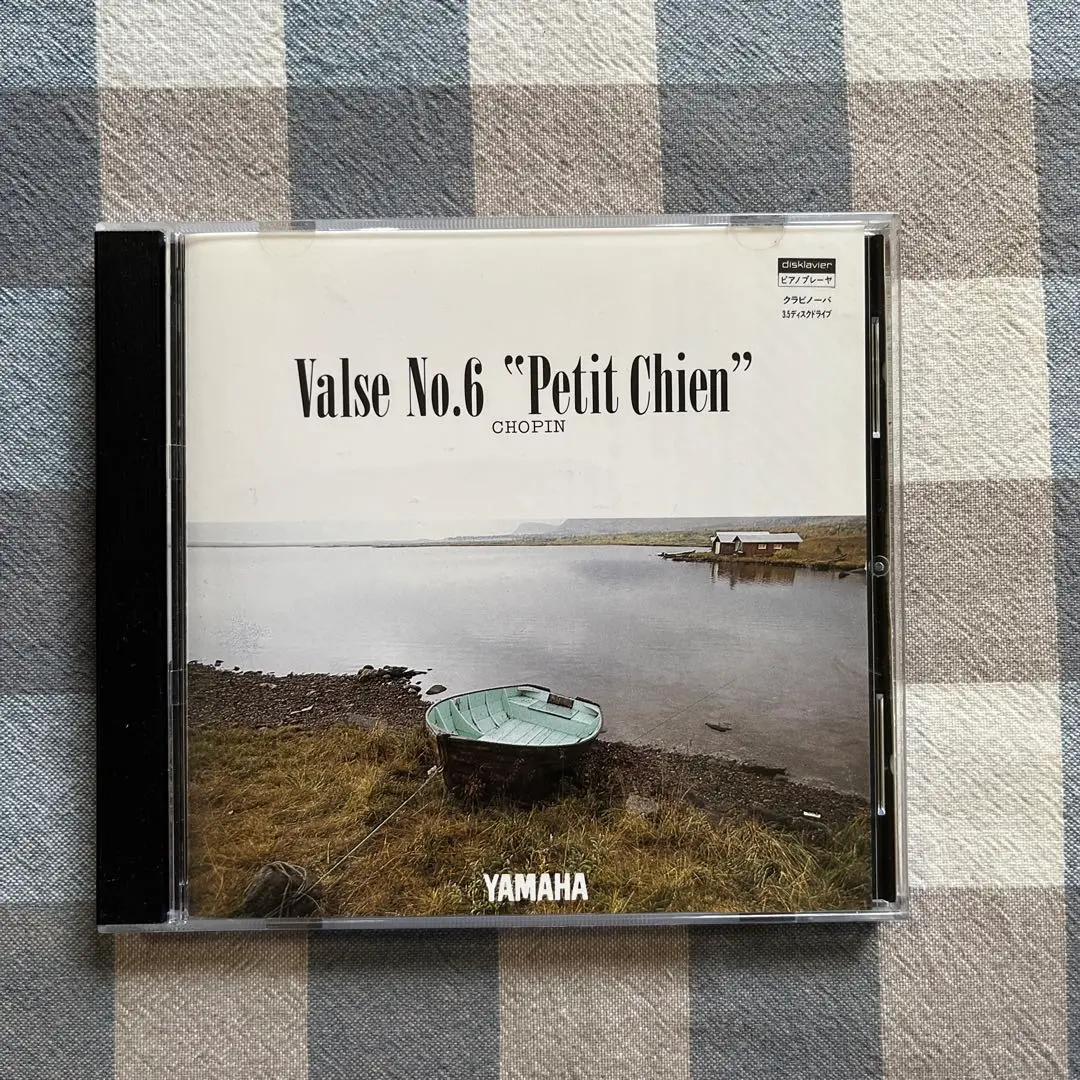 disklavier
ピアノプレーヤ
クラビノーバ
3.5ディスクドライブ
Valse No.6 “Petit Chien”
CHOPIN
YAMAHA